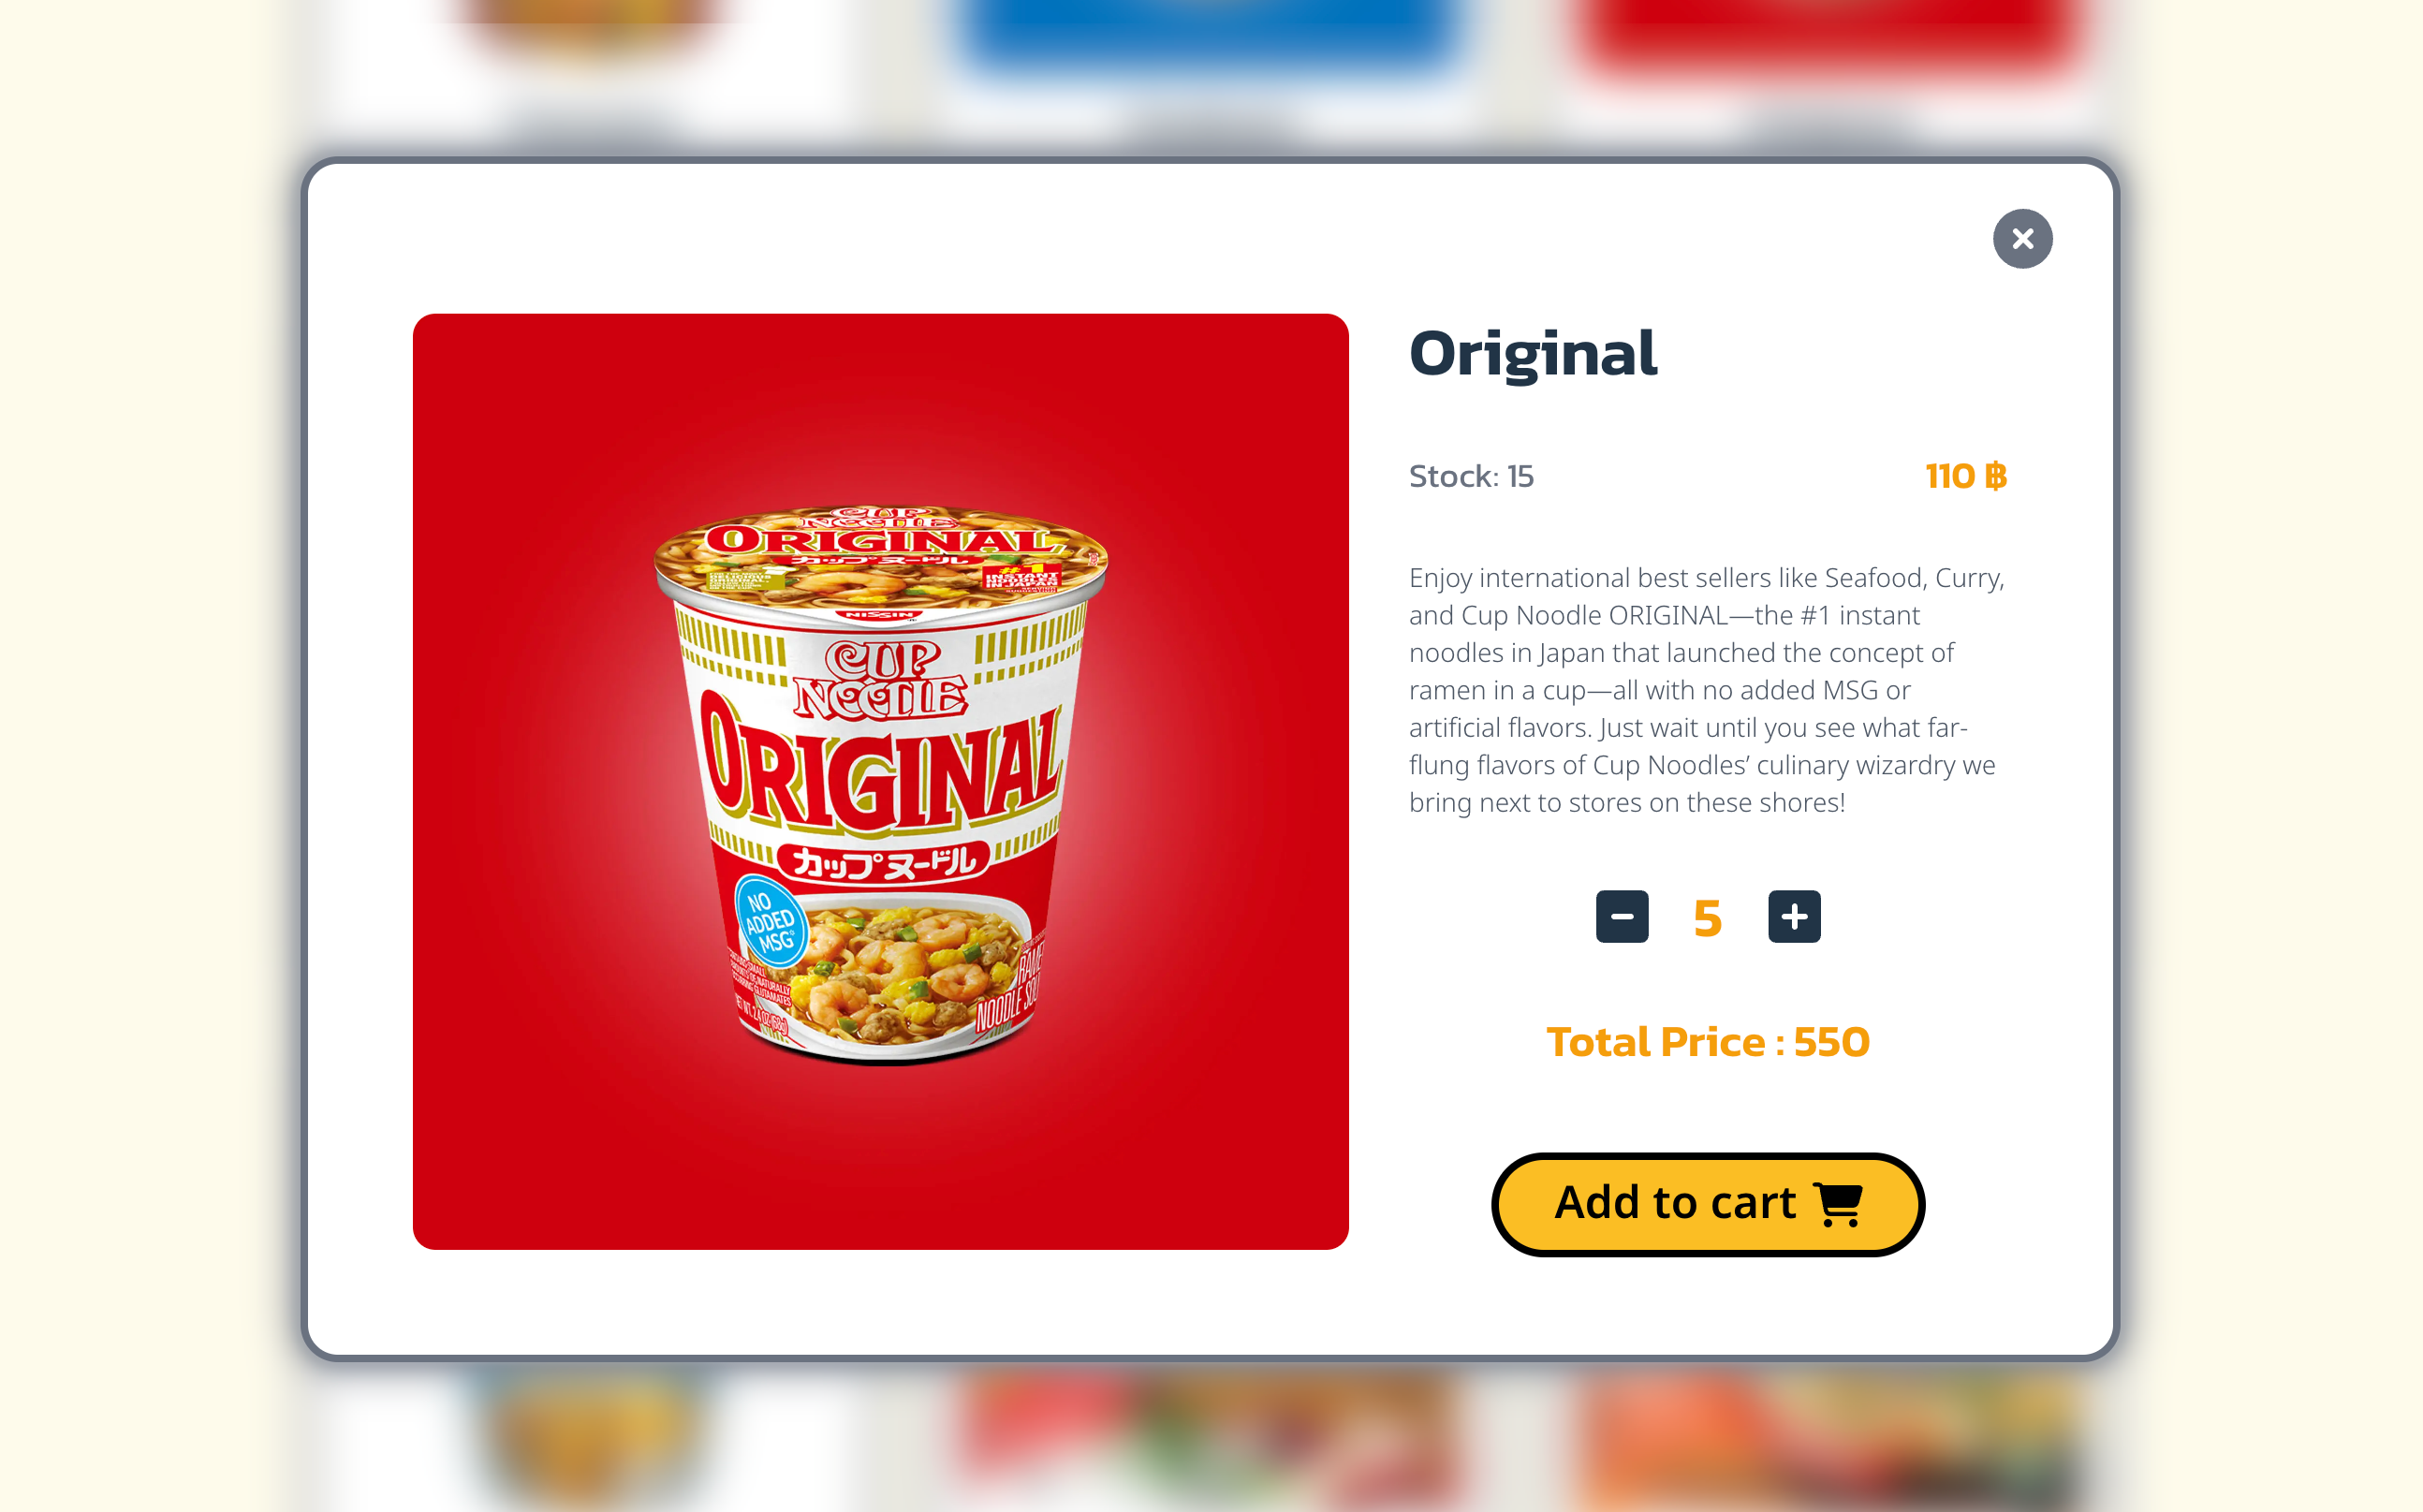 Original
Stock: 15
110 ฿
Enjoy international best sellers like Seafood, Curry,
and Cup Noodle ORIGINAL—the #1 instant
noodles in Japan that launched the concept of
ramen in a cup—all with no added MSG or
artificial flavors. Just wait until you see what far-
flung flavors of Cup Noodles’ culinary wizardry we
bring next to stores on these shores!
5
Total Price : 550
Add to cart
CUP
NOODLE
ORIGINAL
カップヌードル
#1
INSTANT
IN JAPAN
NISSIN
CUP
NOODLE
ORIGINAL
カップヌードル
NO
ADDED
MSG
NOODLE